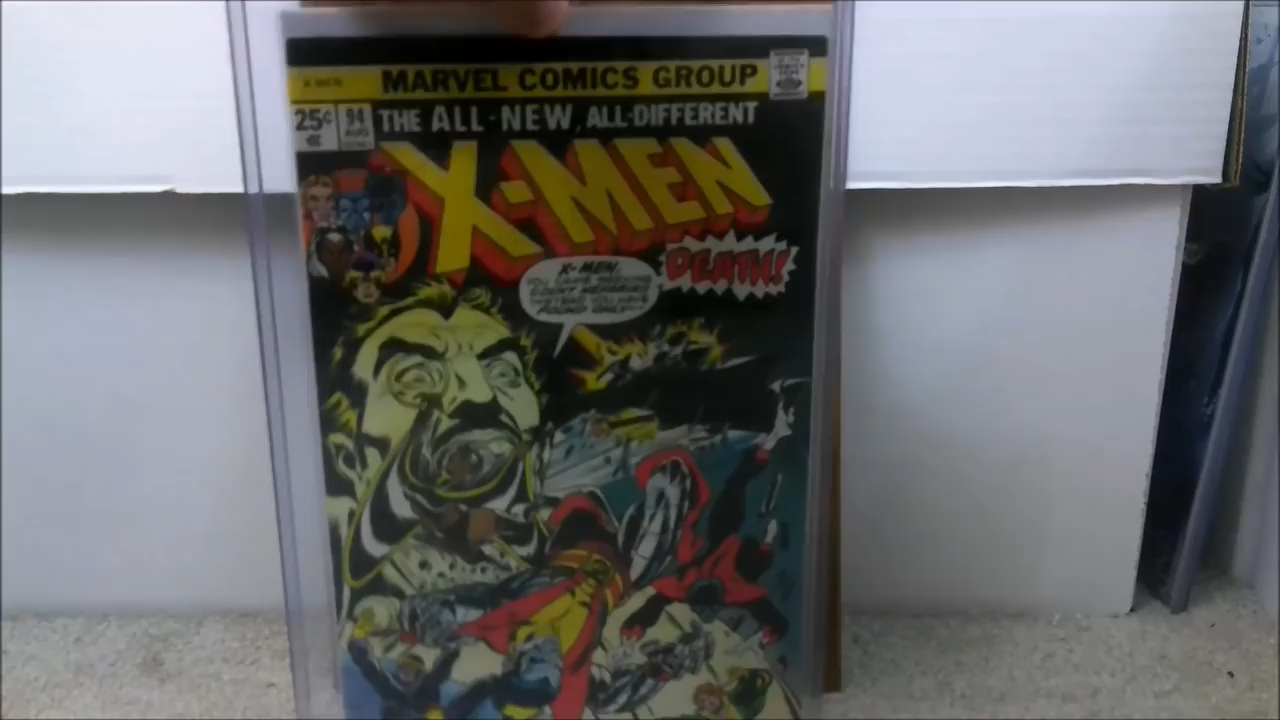 MARVEL COMICS GROUP
25¢
94
AUG
THE ALL-NEW, ALL-DIFFERENT
X-MEN
X-MEN,
DEATH!